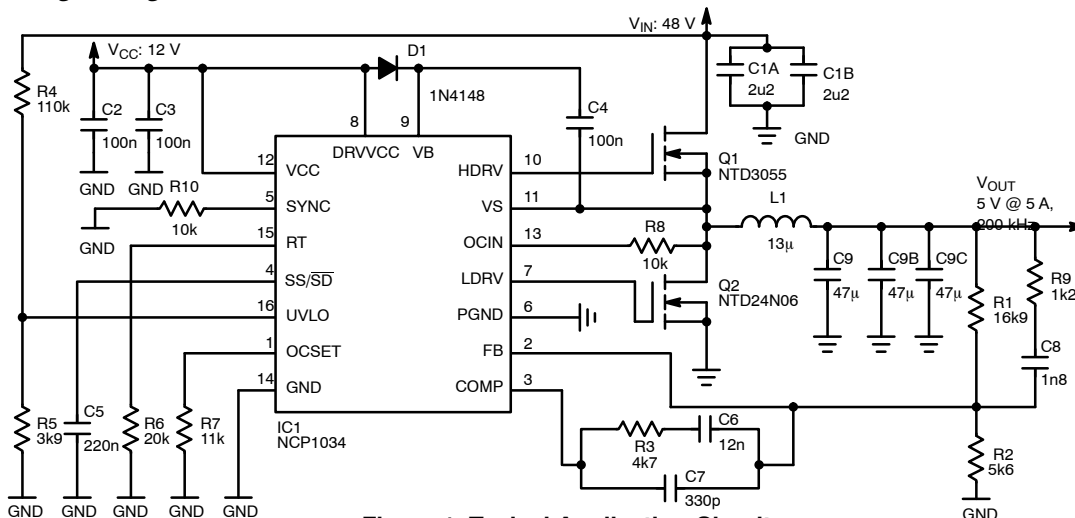 V_IN: 48 V
V_CC: 12 V
D1
1N4148
R4
110k
C2
100n
C3
100n
C4
100n
C1A
2u2
C1B
2u2
GND
8
9
DRVVCC
VB
GND
GND
12
VCC
HDRV
10
Q1
NTD3055
R10
10k
GND
5
SYNC
VS
11
L1
13µ
V_OUT
5 V @ 5 A,
200 kHz
15
RT
OCIN
13
R8
10k
4
SS/S̅D̅
LDRV
7
Q2
NTD24N06
16
UVLO
PGND
6
1
OCSET
FB
2
14
GND
COMP
3
C9
47µ
C9B
47µ
C9C
47µ
R1
16k9
R9
1k2
C8
1n8
R5
3k9
C5
220n
R6
20k
R7
11k
IC1
NCP1034
R3
4k7
C6
12n
C7
330p
R2
5k6
GND
GND
GND
GND
GND
GND